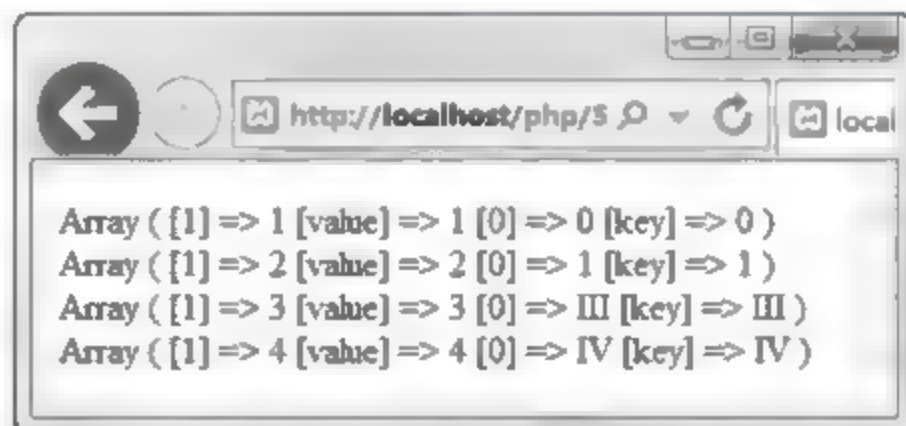 http://localhost/php/5
local
Array ( [1] => 1 [value] => 1 [0] => 0 [key] => 0 )
Array ( [1] => 2 [value] => 2 [0] => 1 [key] => 1 )
Array ( [1] => 3 [value] => 3 [0] => III [key] => III )
Array ( [1] => 4 [value] => 4 [0] => IV [key] => IV )